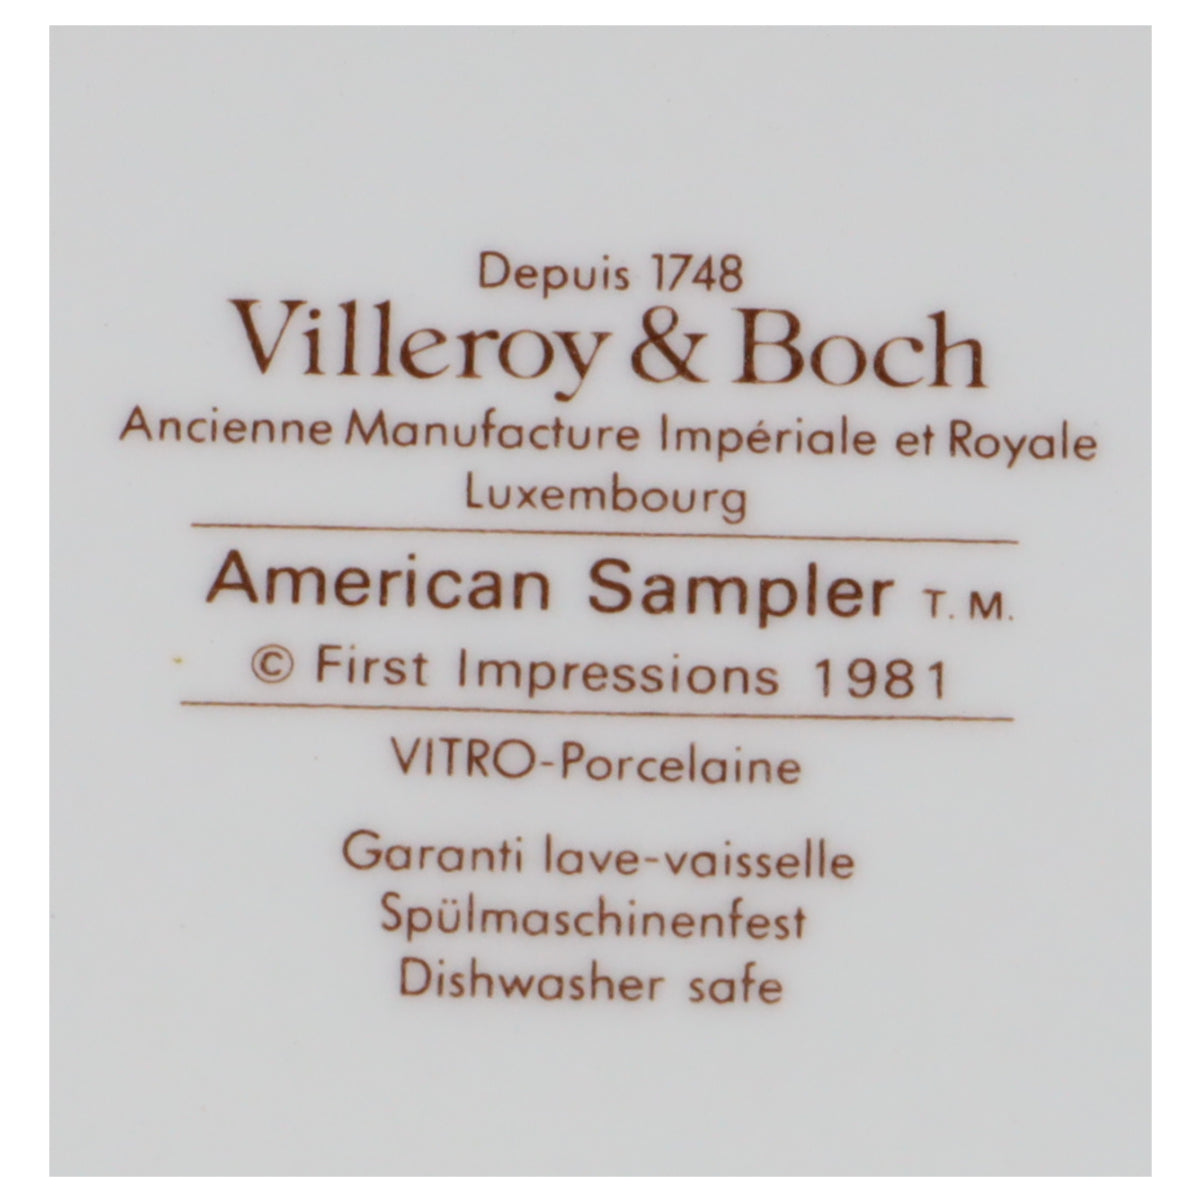 Depuis 1748
Villeroy & Boch
Ancienne Manufacture Impériale et Royale
Luxembourg
American Sampler T.M.
© First Impressions 1981
VITRO-Porcelaine
Garanti lave-vaisselle
Spülmaschinenfest
Dishwasher safe